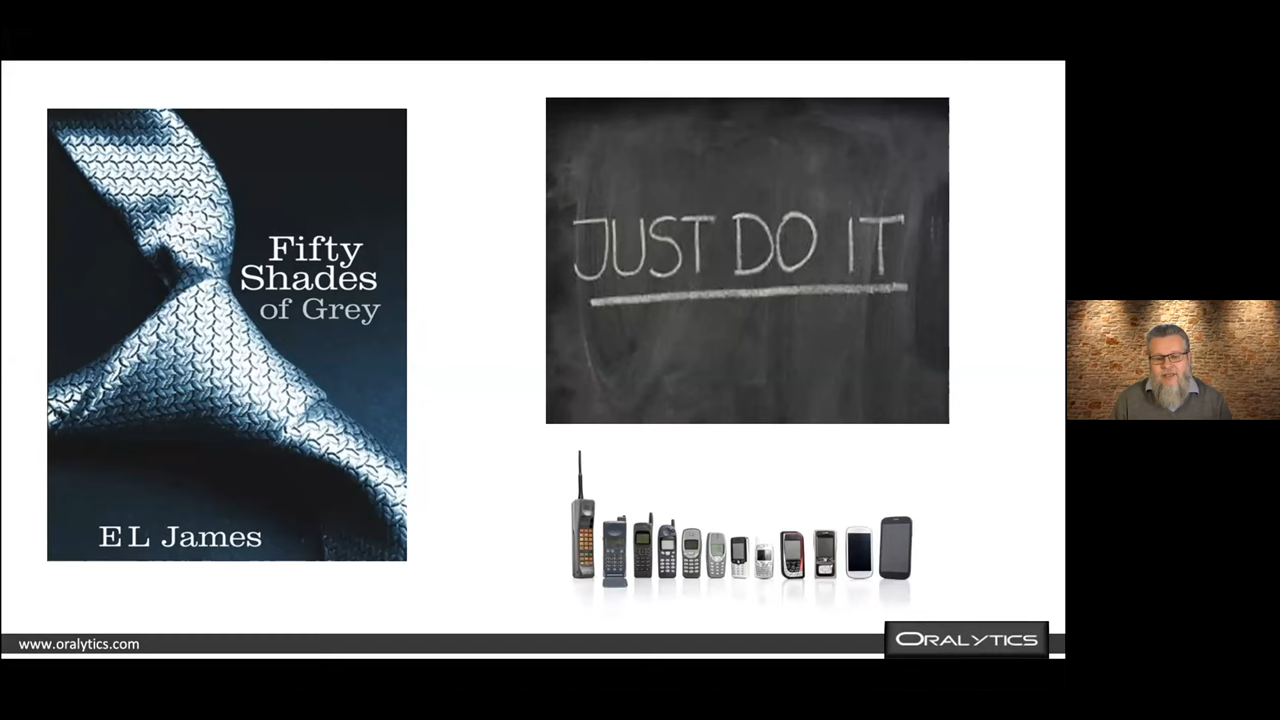 Fifty
Shades
of Grey
E L James
JUST DO IT
www.oralytics.com
ORALYTICS